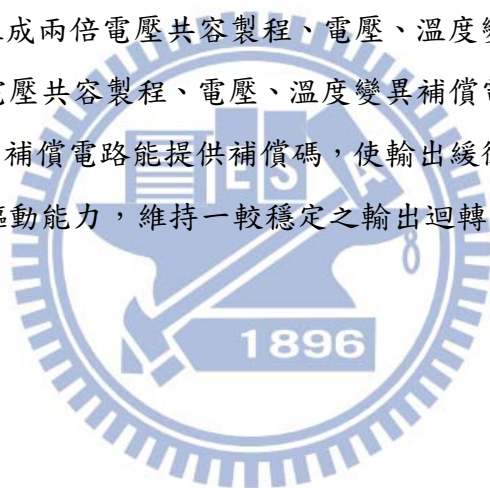 成兩倍電壓共容製程、電壓、溫度變
電壓共容製程、電壓、溫度變異補償電
補償電路能提供補償碼，使輸出緩衝
驅動能力，維持一較穩定之輸出迴轉
E S A
1896